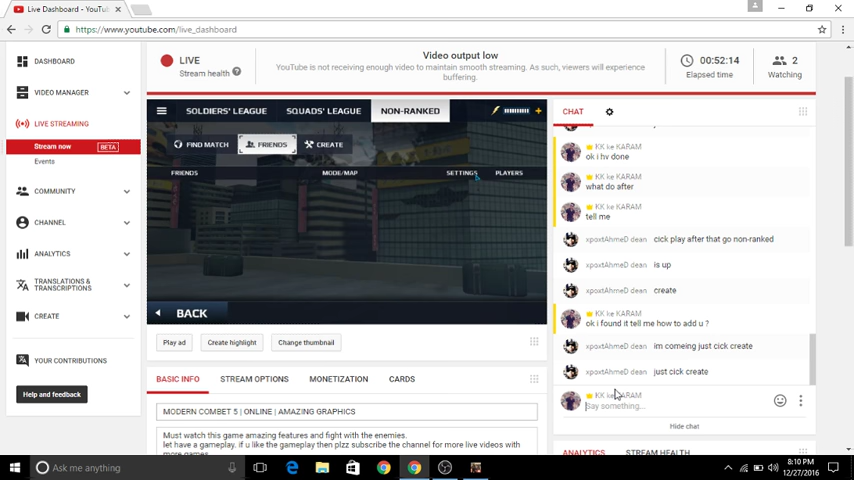 Live Dashboard - YouTube
https://www.youtube.com/live_dashboard
DASHBOARD
VIDEO MANAGER
LIVE STREAMING
Stream now BETA
Events
COMMUNITY
CHANNEL
ANALYTICS
TRANSLATIONS &
TRANSCRIPTIONS
CREATE
YOUR CONTRIBUTIONS
Help and feedback
LIVE
Stream health ?
Video output low
YouTube is not receiving enough video to maintain smooth streaming. As such, viewers will experience
buffering.
00:52:14
Elapsed time
2
Watching
SOLDIERS' LEAGUE SQUADS' LEAGUE NON-RANKED
FIND MATCH FRIENDS CREATE
FRIENDS MODE/MAP SETTINGS PLAYERS
BACK
Play ad Create highlight Change thumbnail
BASIC INFO STREAM OPTIONS MONETIZATION CARDS
MODERN COMBET 5 | ONLINE | AMAZING GRAPHICS
Must watch this game amazing features and fight with the enemies.
let have a gameplay. if u like the gameplay then plzz subscribe the channel for more live videos with
more games
CHAT
KK ke KARAM
ok i hv done
KK ke KARAM
what do after
KK ke KARAM
tell me
xpoxtAhmeD dean cick play after that go non-ranked
xpoxtAhmeD dean is up
xpoxtAhmeD dean create
KK ke KARAM
ok i found it tell me how to add u ?
xpoxtAhmeD dean im comeing just cick create
xpoxtAhmeD dean just cick create
KK ke KARAM
Say something...
Hide chat
ANALYTICS STREAM HEALTH
Ask me anything
8:10 PM
12/27/2016